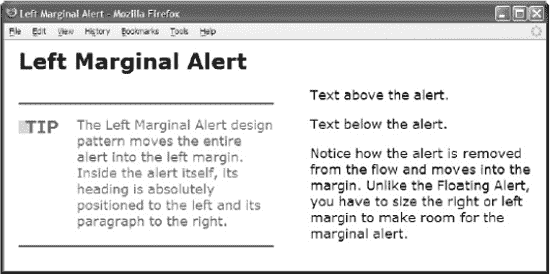 Left Marginal Alert - Mozilla Firefox
File Edit View History Bookmarks Tools Help
Left Marginal Alert
TIP
The Left Marginal Alert design
pattern moves the entire
alert into the left margin.
Inside the alert itself, its
heading is absolutely
positioned to the left and its
paragraph to the right.
Text above the alert.
Text below the alert.
Notice how the alert is removed
from the flow and moves into the
margin. Unlike the Floating Alert,
you have to size the right or left
margin to make room for the
marginal alert.